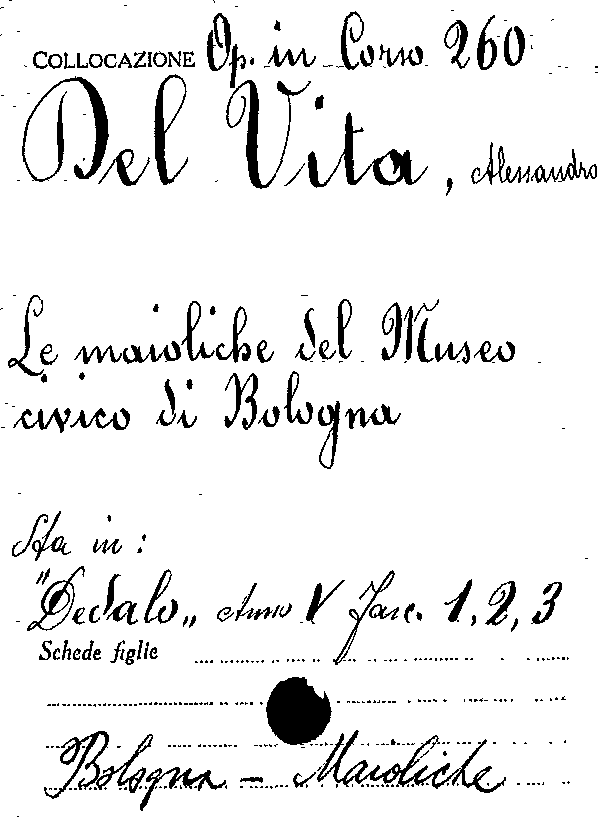 COLLOCAZIONE Op. in Corso 260
Del Vita, Alessandro
Le maioliche del Museo
civico di Bologna
Sta in:
"Dedalo„ Anno V Fasc. 1, 2, 3
Schede figlie
Bologna - Maioliche